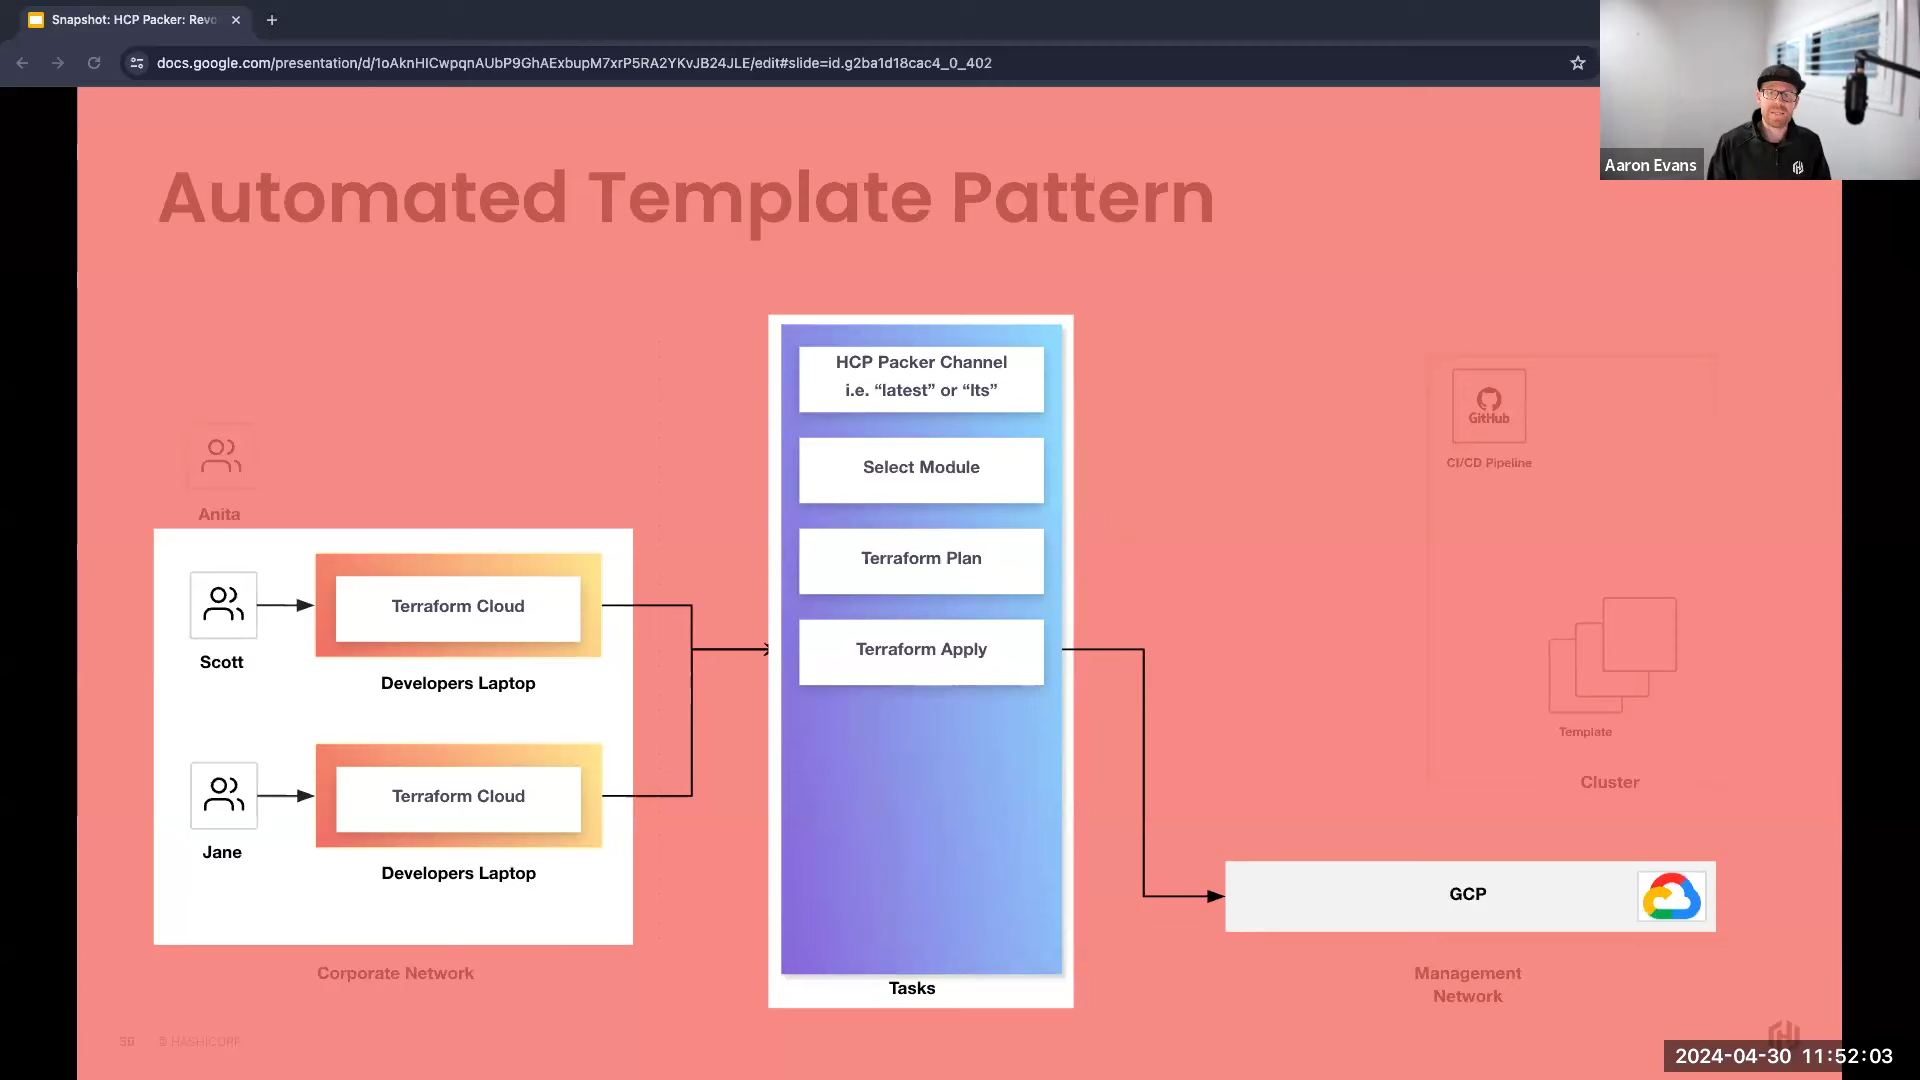 Snapshot: HCP Packer: Revo
docs.google.com/presentation/d/1oAknHlCwpqnAUbP9GhAExbupM7xrP5RA2YKvJB24JLE/edit#slide=id.g2ba1d18cac4_0_402
Aaron Evans
Automated Template Pattern
HCP Packer Channel
i.e. “latest” or “lts”
Select Module
Terraform Plan
Terraform Apply
Tasks
Anita
Scott
Terraform Cloud
Developers Laptop
Jane
Terraform Cloud
Developers Laptop
Corporate Network
GitHub
CI/CD Pipeline
Template
Cluster
GCP
Management
Network
© HASHICORP
2024-04-30 11:52:03